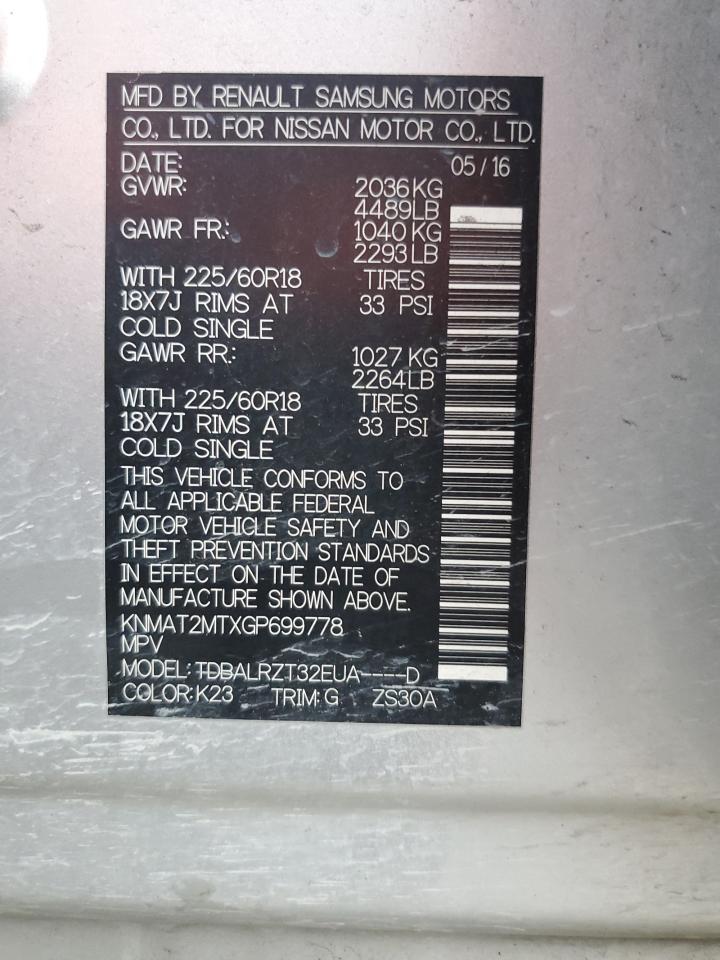 MFD BY RENAULT SAMSUNG MOTORS
CO., LTD. FOR NISSAN MOTOR CO., LTD.
DATE: 05/16
GVWR: 2036KG
4489LB
GAWR FR.: 1040KG
2293LB
WITH 225/60R18 TIRES
18X7J RIMS AT 33 PSI
COLD SINGLE
GAWR RR.: 1027KG
2264LB
WITH 225/60R18 TIRES
18X7J RIMS AT 33 PSI
COLD SINGLE
THIS VEHICLE CONFORMS TO
ALL APPLICABLE FEDERAL
MOTOR VEHICLE SAFETY AND
THEFT PREVENTION STANDARDS
IN EFFECT ON THE DATE OF
MANUFACTURE SHOWN ABOVE.
KNMAT2MTXGP699778
MPV
MODEL: TDBALRZT32EUA----D
COLOR: K23 TRIM: G ZS30A